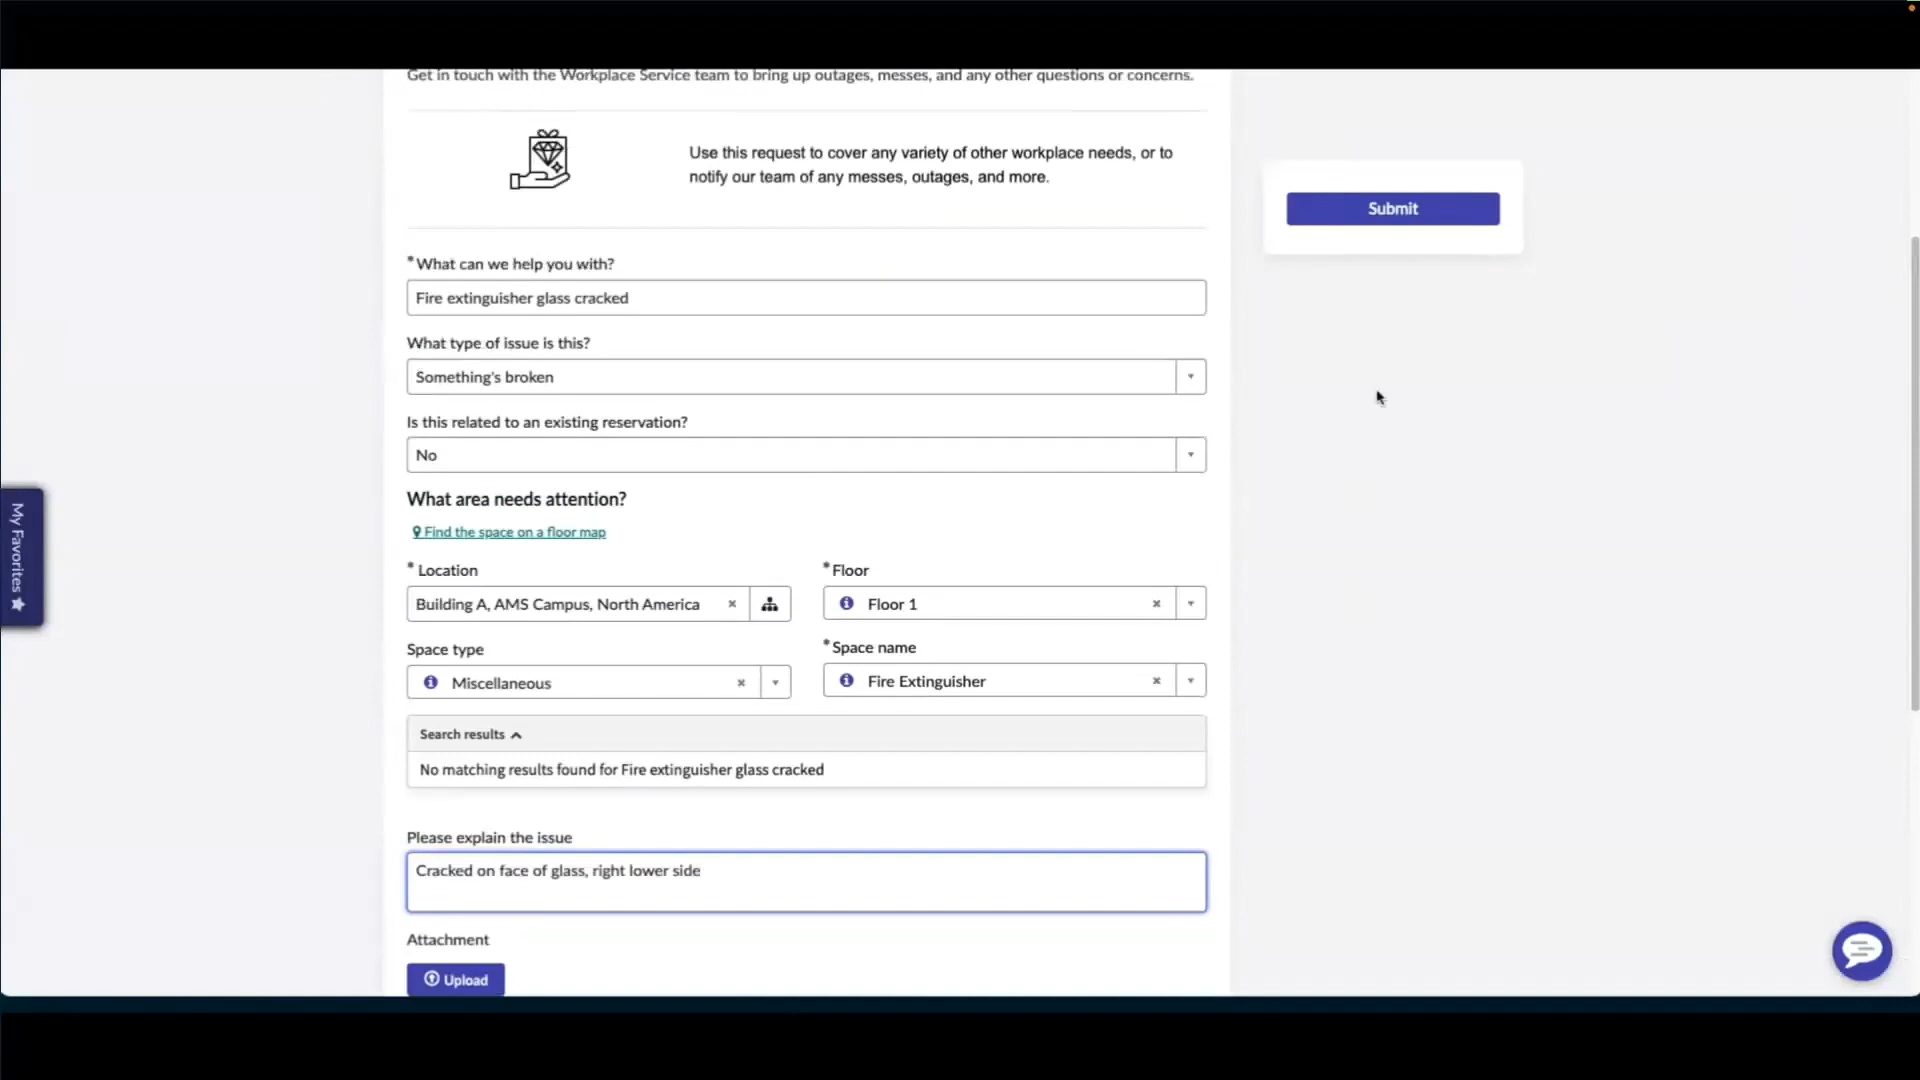 Get in touch with the Workplace Service team to bring up outages, messes, and any other questions or concerns.
Use this request to cover any variety of other workplace needs, or to
notify our team of any messes, outages, and more.
Submit
* What can we help you with?
Fire extinguisher glass cracked
What type of issue is this?
Something's broken
Is this related to an existing reservation?
No
What area needs attention?
Find the space on a floor map
* Location
* Floor
Building A, AMS Campus, North America
Floor 1
Space type
* Space name
Miscellaneous
Fire Extinguisher
Search results
No matching results found for Fire extinguisher glass cracked
Please explain the issue
Cracked on face of glass, right lower side
Attachment
Upload
My Favorites